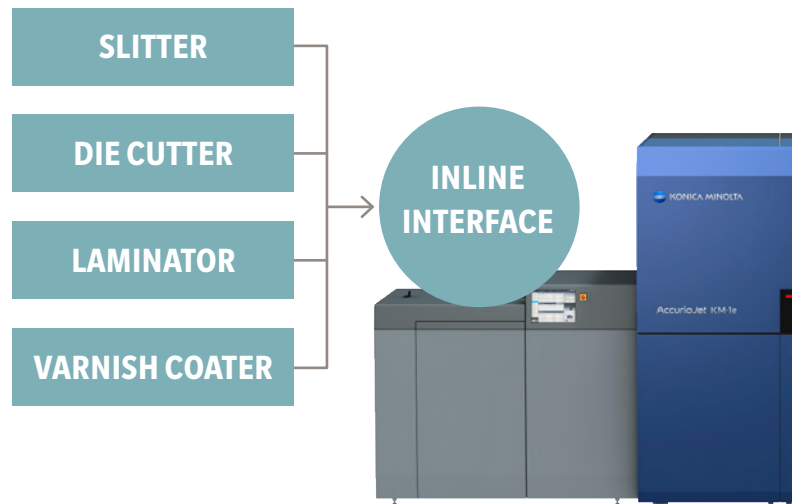 SLITTER
DIE CUTTER
LAMINATOR
VARNISH COATER
INLINE
INTERFACE
KONICA MINOLTA
AccurioJet KM-1e